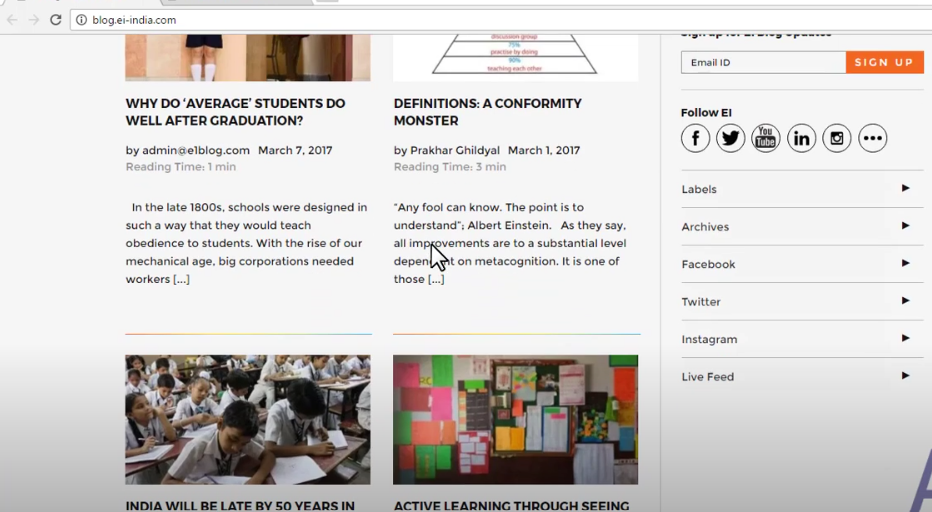 blog.ei-india.com
discussion group
75%
practise by doing
90%
teaching each other
WHY DO ‘AVERAGE’ STUDENTS DO
WELL AFTER GRADUATION?
by admin@e1blog.com March 7, 2017
Reading Time: 1 min
In the late 1800s, schools were designed in
such a way that they would teach
obedience to students. With the rise of our
mechanical age, big corporations needed
workers [...]
DEFINITIONS: A CONFORMITY
MONSTER
by Prakhar Ghildyal March 1, 2017
Reading Time: 3 min
“Any fool can know. The point is to
understand”; Albert Einstein. As they say,
all improvements are to a substantial level
dependent on metacognition. It is one of
those [...]
INDIA WILL BE LATE BY 50 YEARS IN
ACTIVE LEARNING THROUGH SEEING
Sign up for EI Blog Updates
Email ID
SIGN UP
Follow EI
You
Tube
in
Labels
Archives
Facebook
Twitter
Instagram
Live Feed